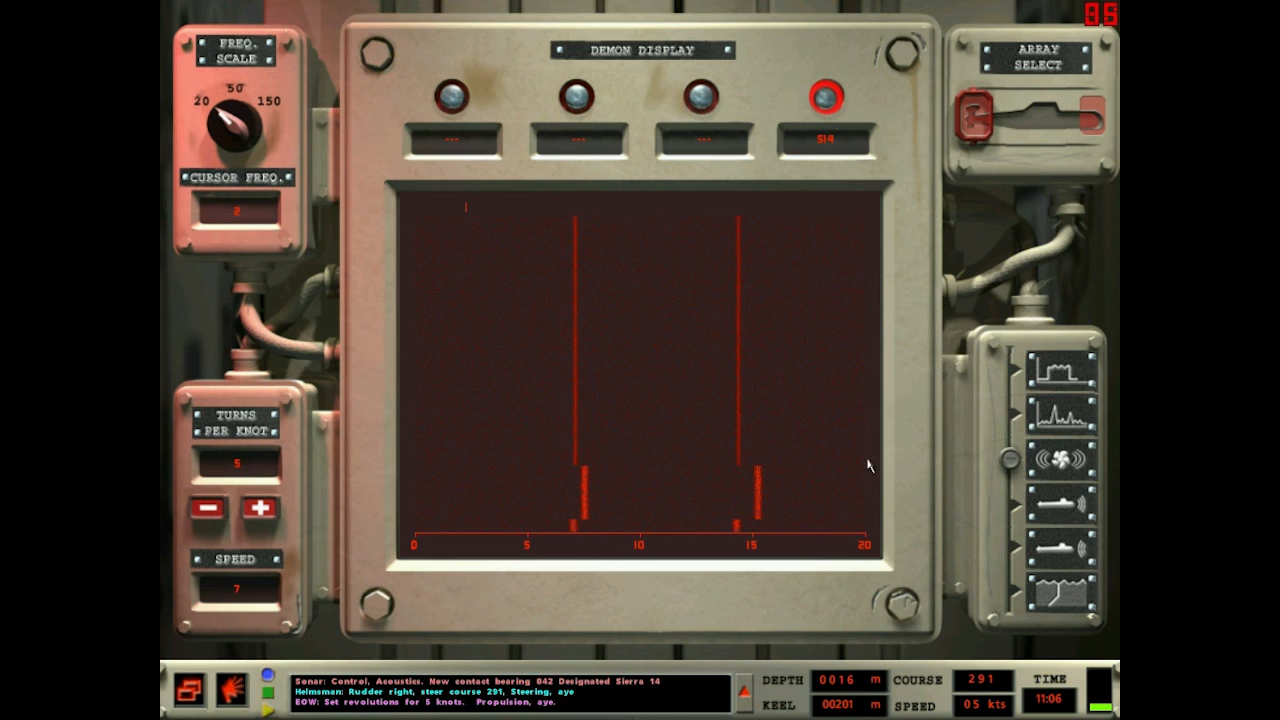 85
FREQ.
SCALE
20 50 150
CURSOR FREQ.
2
TURNS
PER KNOT
5
SPEED
7
DEMON DISPLAY
--- --- --- S14
0 5 10 15 20
ARRAY
SELECT
Sonar: Control, Acoustics. New contact bearing 042 Designated Sierra 14
Helmsman: Rudder right, steer course 291, Steering, aye
EOW: Set revolutions for 5 knots. Propulsion, aye.
DEPTH 0016 m COURSE 291
KEEL 00201 m SPEED 05 kts
TIME
11:06